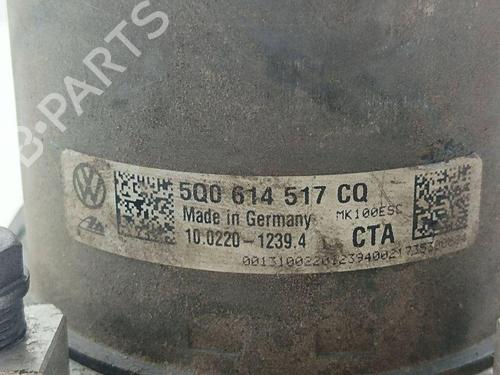 B-PARTS
5Q0 614 517 CQ
Made in Germany
MK100ESC
10.0220-1239.4
CTA